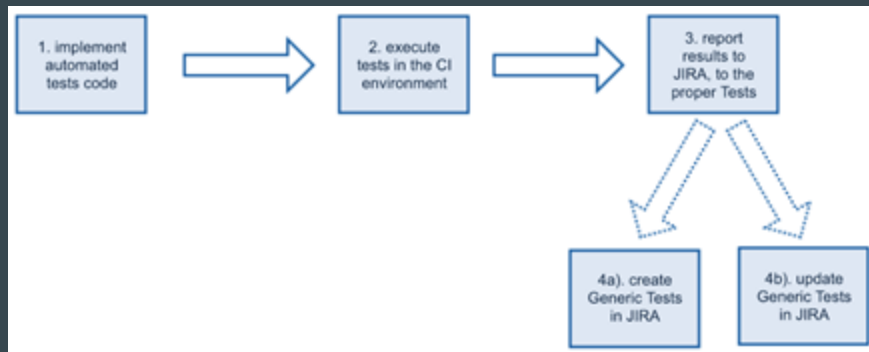 1. implement
automated
tests code
2. execute
tests in the CI
environment
3. report
results to
JIRA, to the
proper Tests
4a). create
Generic Tests
in JIRA
4b). update
Generic Tests
in JIRA